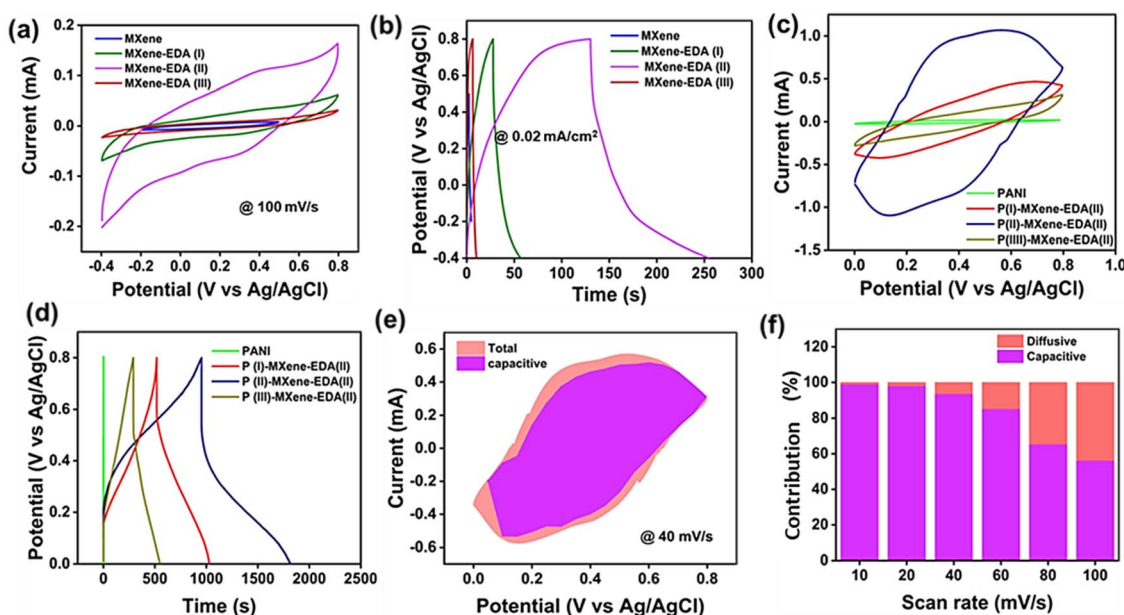 (a)
MXene
MXene-EDA (I)
MXene-EDA (II)
MXene-EDA (III)
@ 100 mV/s
Current (mA)
0.2
0.1
0.0
-0.1
-0.2
-0.4 -0.2 0.0 0.2 0.4 0.6 0.8
Potential (V vs Ag/AgCl)
(b)
MXene
MXene-EDA (I)
MXene-EDA (II)
MXene-EDA (III)
@ 0.02 mA/cm²
Potential (V vs Ag/AgCl)
0.8
0.4
0.0
-0.4
0 50 100 150 200 250 300
Time (s)
(c)
PANI
P(I)-MXene-EDA(II)
P(II)-MXene-EDA(II)
P(IIII)-MXene-EDA(II)
Current (mA)
1.0
0.5
0.0
-0.5
-1.0
-1.5
0.0 0.2 0.4 0.6 0.8 1.0
Potential (V vs Ag/AgCl)
(d)
PANI
P (I)-MXene-EDA(II)
P (II)-MXene-EDA(II)
P (III)-MXene-EDA(II)
Potential (V vs Ag/AgCl)
0.8
0.4
0.0
0 500 1000 1500 2000 2500
Time (s)
(e)
Total
capacitive
@ 40 mV/s
Current (mA)
0.6
0.4
0.2
0.0
-0.2
-0.4
-0.6
0.0 0.2 0.4 0.6 0.8
Potential (V vs Ag/AgCl)
(f)
Diffusive
Capacitive
Contribution (%)
120
100
80
60
40
20
0
10 20 40 60 80 100
Scan rate (mV/s)